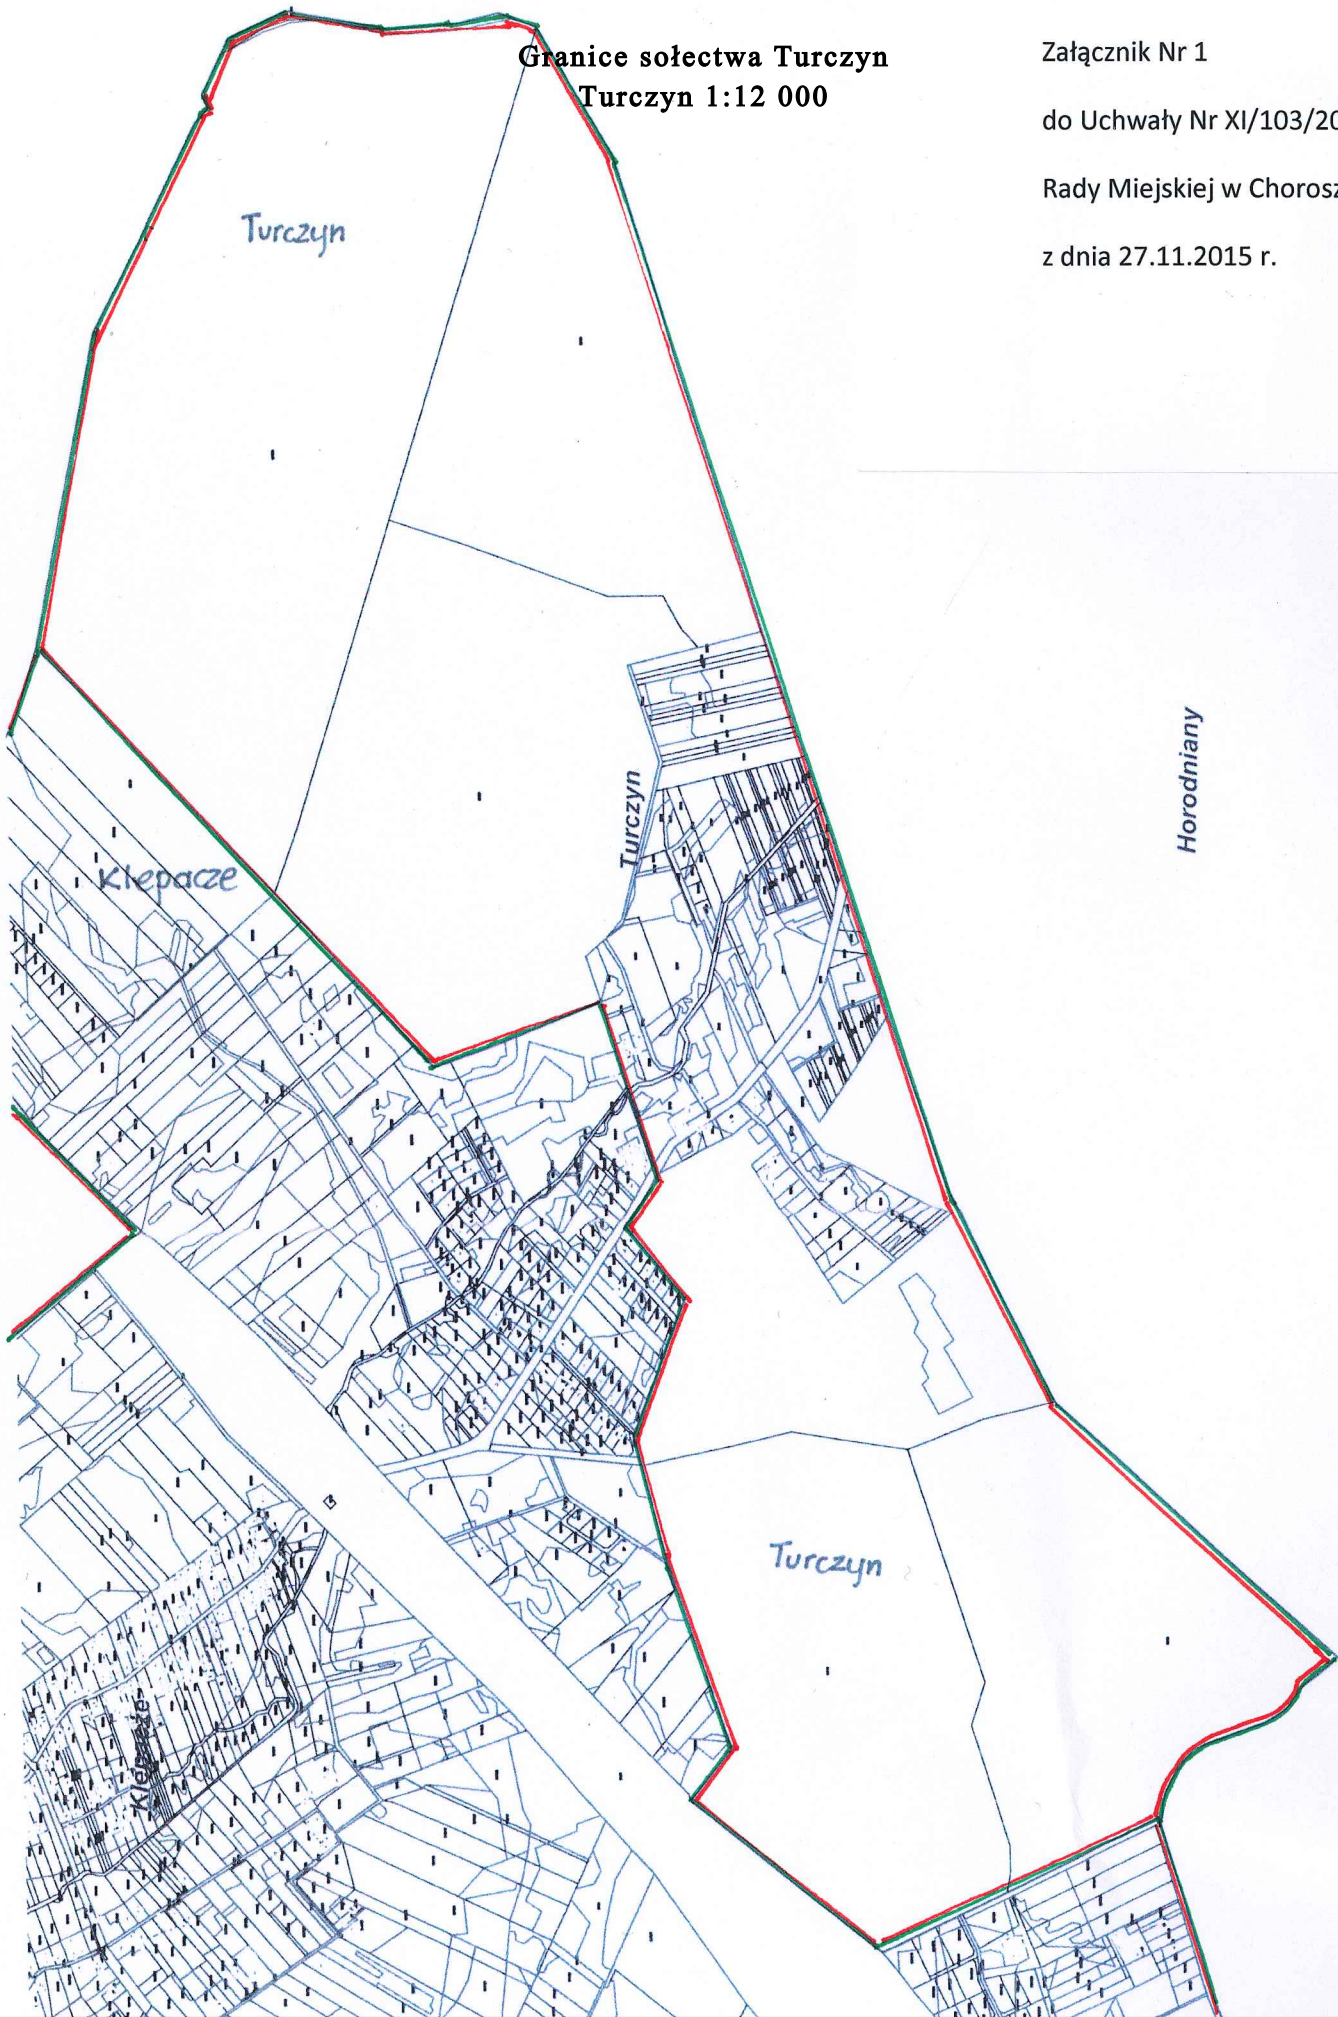 Granice sołectwa Turczyn
Turczyn 1:12 000
Załącznik Nr 1
do Uchwały Nr XI/103/20
Rady Miejskiej w Chorosz
z dnia 27.11.2015 r.
Turczyn
Horodniany
Turczyn
Klepacze
Turczyn
Klepacze